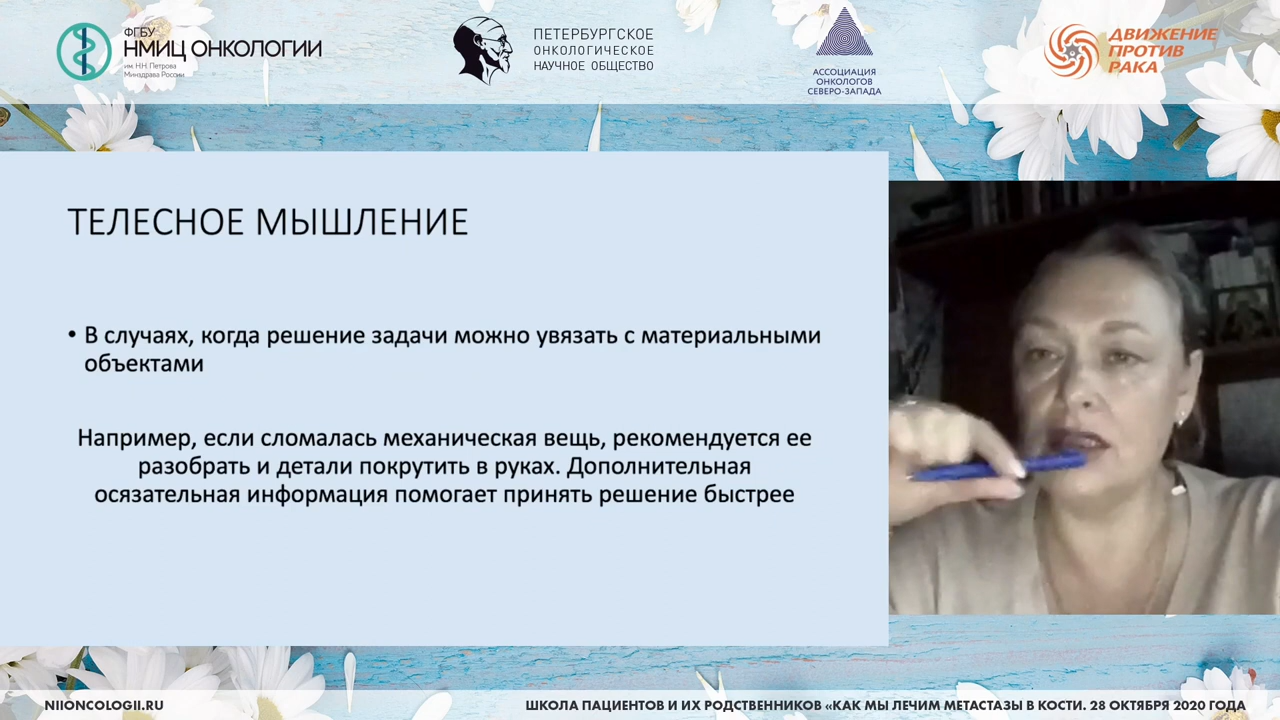 ФГБУ
НМИЦ ОНКОЛОГИИ
им. Н.Н. Петрова
Минздрава России
ПЕТЕРБУРГСКОЕ
ОНКОЛОГИЧЕСКОЕ
НАУЧНОЕ ОБЩЕСТВО
АССОЦИАЦИЯ
ОНКОЛОГОВ
СЕВЕРО-ЗАПАДА
ДВИЖЕНИЕ
ПРОТИВ
РАКА
ТЕЛЕСНОЕ МЫШЛЕНИЕ
• В случаях, когда решение задачи можно увязать с материальными
объектами
Например, если сломалась механическая вещь, рекомендуется ее
разобрать и детали покрутить в руках. Дополнительная
осязательная информация помогает принять решение быстрее
NIIONCOLOGII.RU
ШКОЛА ПАЦИЕНТОВ И ИХ РОДСТВЕННИКОВ «КАК МЫ ЛЕЧИМ МЕТАСТАЗЫ В КОСТИ. 28 ОКТЯБРЯ 2020 ГОДА